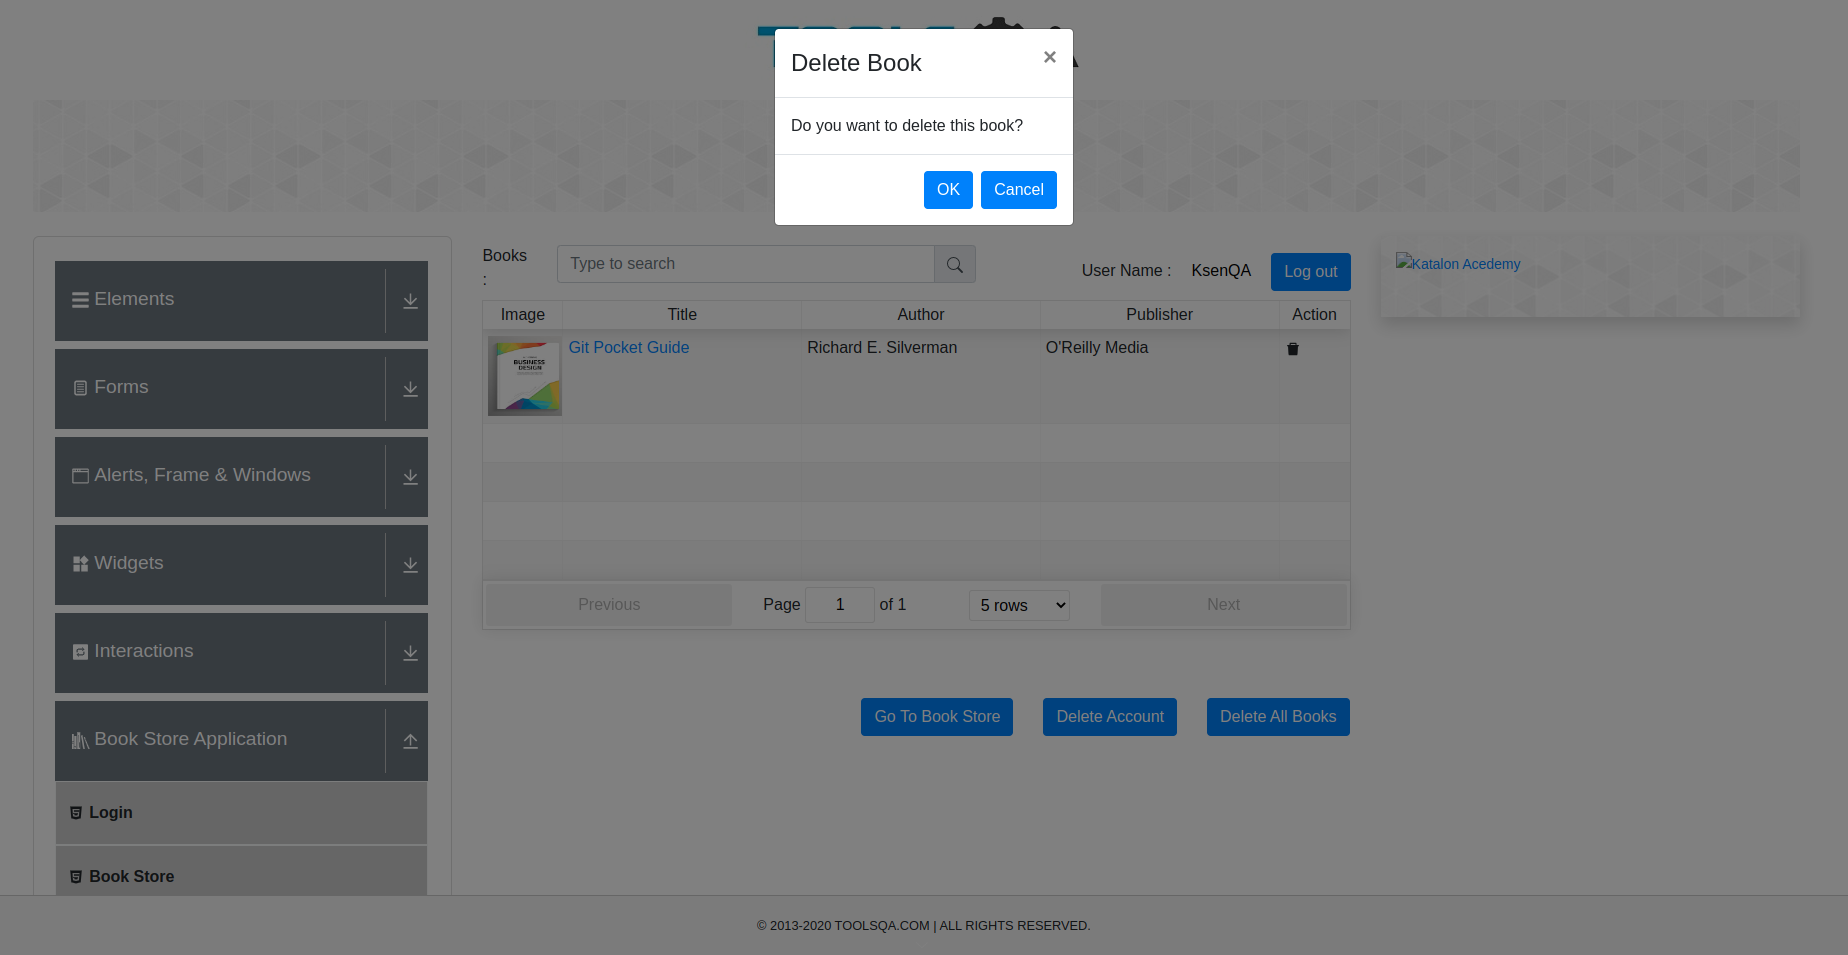 Delete Book
×
Do you want to delete this book?
OK
Cancel
Elements
Forms
Alerts, Frame & Windows
Widgets
Interactions
Book Store Application
Login
Book Store
Books
:
Type to search
User Name :
KsenQA
Log out
Image
Title
Author
Publisher
Action
BUSINESS
DESIGN
Git Pocket Guide
Richard E. Silverman
O'Reilly Media
Previous
Page
1
of 1
5 rows
Next
Go To Book Store
Delete Account
Delete All Books
Katalon Acedemy
© 2013-2020 TOOLSQA.COM | ALL RIGHTS RESERVED.